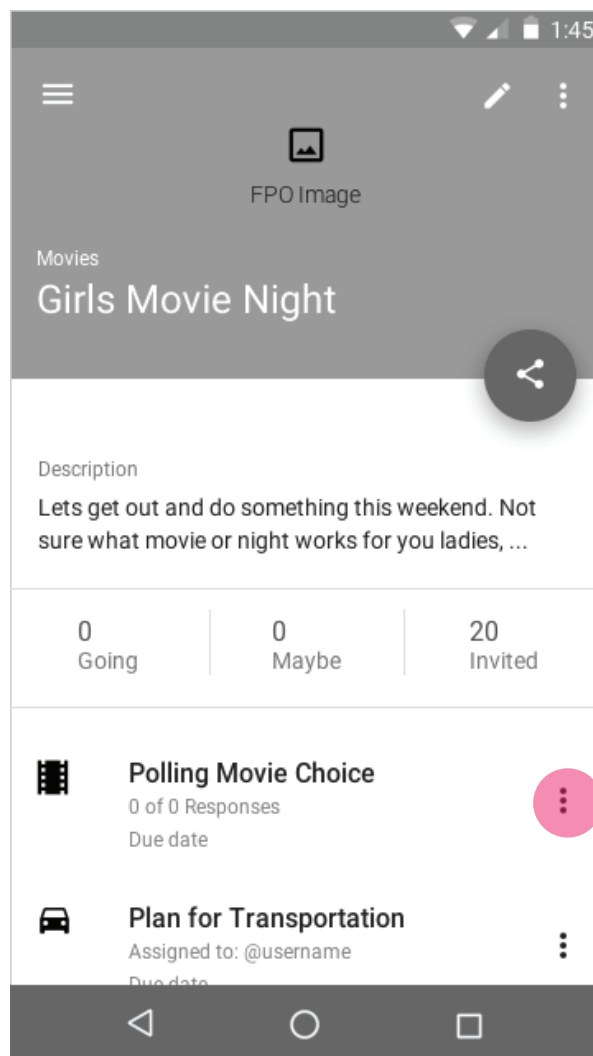 1:45
FPO Image
Movies
Girls Movie Night
Description
Lets get out and do something this weekend. Not
sure what movie or night works for you ladies, ...
0 0 20
Going Maybe Invited
Polling Movie Choice
0 of 0 Responses
Due date
Plan for Transportation
Assigned to: @username
Due date